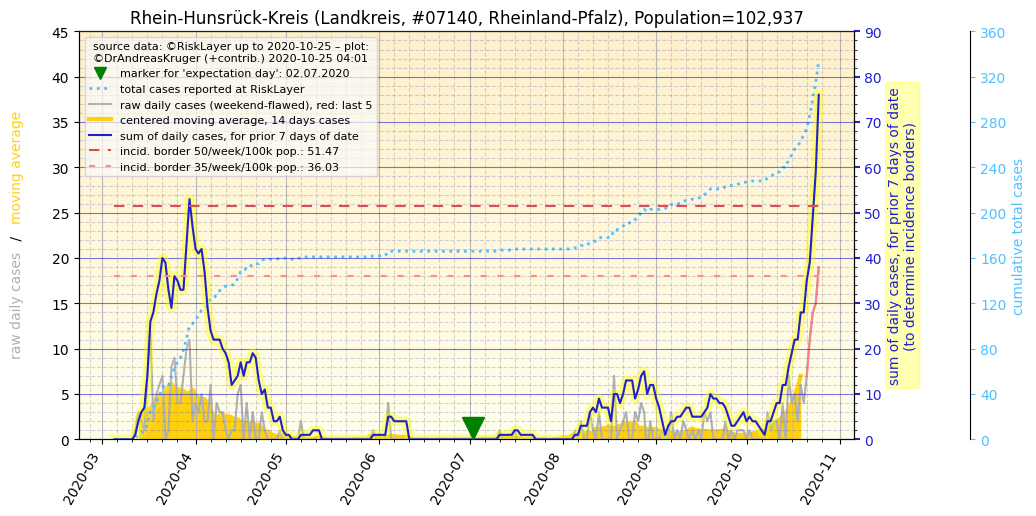 Rhein-Hunsrück-Kreis (Landkreis, #07140, Rheinland-Pfalz), Population=102,937
source data: ©RiskLayer up to 2020-10-25 – plot:
©DrAndreasKruger (+contrib.) 2020-10-25 04:01
marker for 'expectation day': 02.07.2020
total cases reported at RiskLayer
raw daily cases (weekend-flawed), red: last 5
centered moving average, 14 days cases
sum of daily cases, for prior 7 days of date
incid. border 50/week/100k pop.: 51.47
incid. border 35/week/100k pop.: 36.03
raw daily cases / moving average
45
40
35
30
25
20
15
10
5
0
2020-03
2020-04
2020-05
2020-06
2020-07
2020-08
2020-09
2020-10
2020-11
90
80
70
60
50
40
30
20
10
0
sum of daily cases, for prior 7 days of date
(to determine incidence borders)
360
320
280
240
200
160
120
80
40
0
cumulative total cases